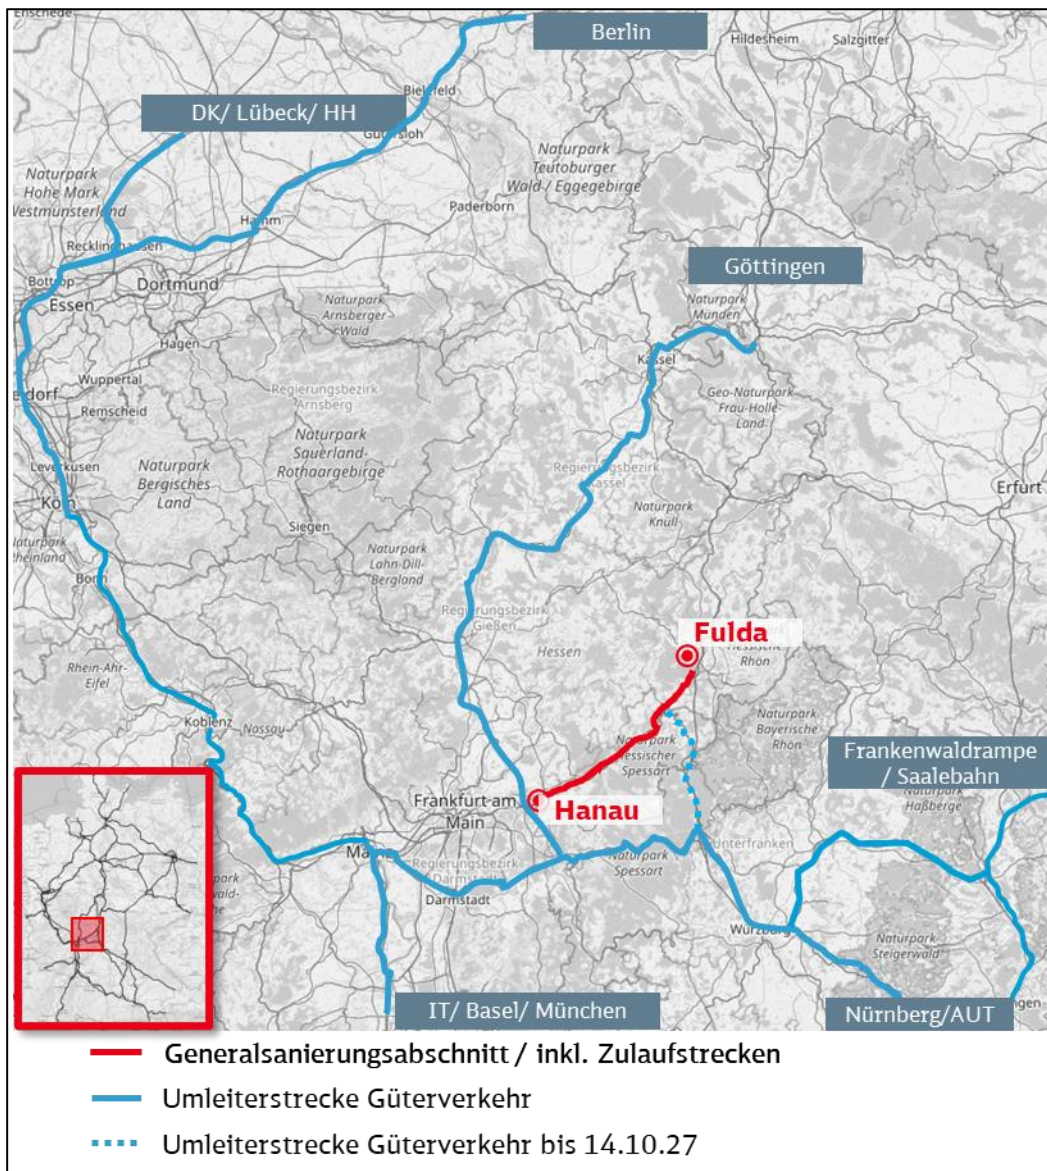 Enschede
Berlin
Hildesheim
Salzgitter
Bielefeld
DK/ Lübeck/ HH
Gütersloh
Naturpark
Hohe Mark
Westmünsterland
Naturpark
Teutoburger
Wald / Eggegebirge
Paderborn
Hamm
Recklinghausen
Göttingen
Bottrop
Essen
Dortmund
Naturpark
Arnsberger
Wald
Naturpark
Münden
Hagen
Kassel
Wuppertal
Remscheid
Regierungsbezirk
Arnsberg
Geo-Naturpark
Frau-Holle-
Land
Naturpark
Sauerland-
Rothaargebirge
Leverkusen
Naturpark
Bergisches
Land
Köln
Regierungsbezirk
Kassel
Erfurt
Naturpark
Knüll
Siegen
Naturpark
Rheinland
Naturpark
Lahn-Dill-
Bergland
Bonn
Regierungsbezirk
Gießen
Fulda
Hessen
Hessische
Rhön
Rhein-Ahr-
Eifel
Koblenz
Nassau
Naturpark
Bayerische
Rhön
Naturpark
Hessischer
Spessart
Frankenwaldrampe
/ Saalebahn
Naturpark
Haßberge
Frankfurt am
Main
Hanau
Mainz
Unterfranken
Regierungsbezirk
Darmstadt
Naturpark
Spessart
Darmstadt
Würzburg
Naturpark
Steigerwald
IT/ Basel/ München
Nürnberg/AUT
Generalsanierungsabschnitt / inkl. Zulaufstrecken
Umleiterstrecke Güterverkehr
Umleiterstrecke Güterverkehr bis 14.10.27